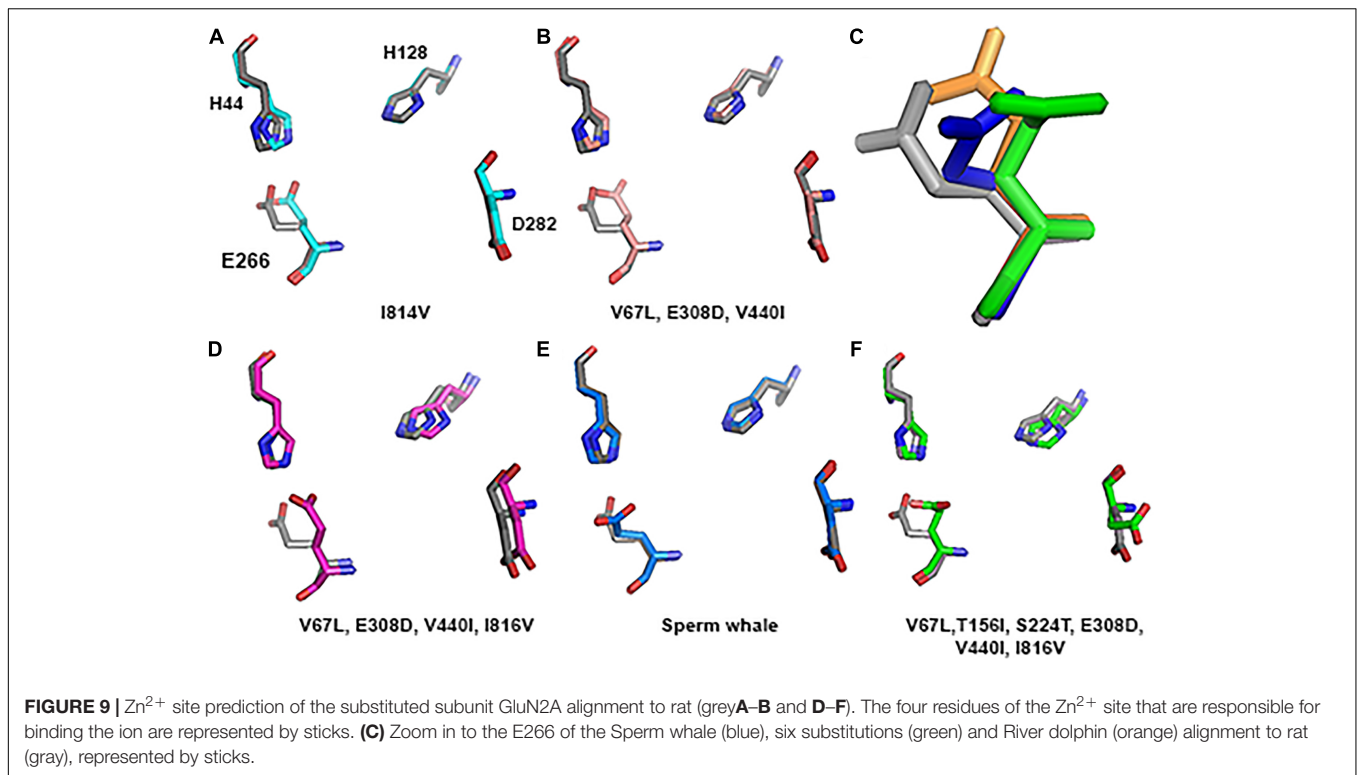 A
B
C
H128
H44
D282
E266
I814V
V67L, E308D, V440I
D
E
F
V67L, E308D, V440I, I816V
Sperm whale
V67L,T156I, S224T, E308D,
V440I, I816V
FIGURE 9 | Zn2+ site prediction of the substituted subunit GluN2A alignment to rat (greyA–B and D–F). The four residues of the Zn2+ site that are responsible for
binding the ion are represented by sticks. (C) Zoom in to the E266 of the Sperm whale (blue), six substitutions (green) and River dolphin (orange) alignment to rat
(gray), represented by sticks.